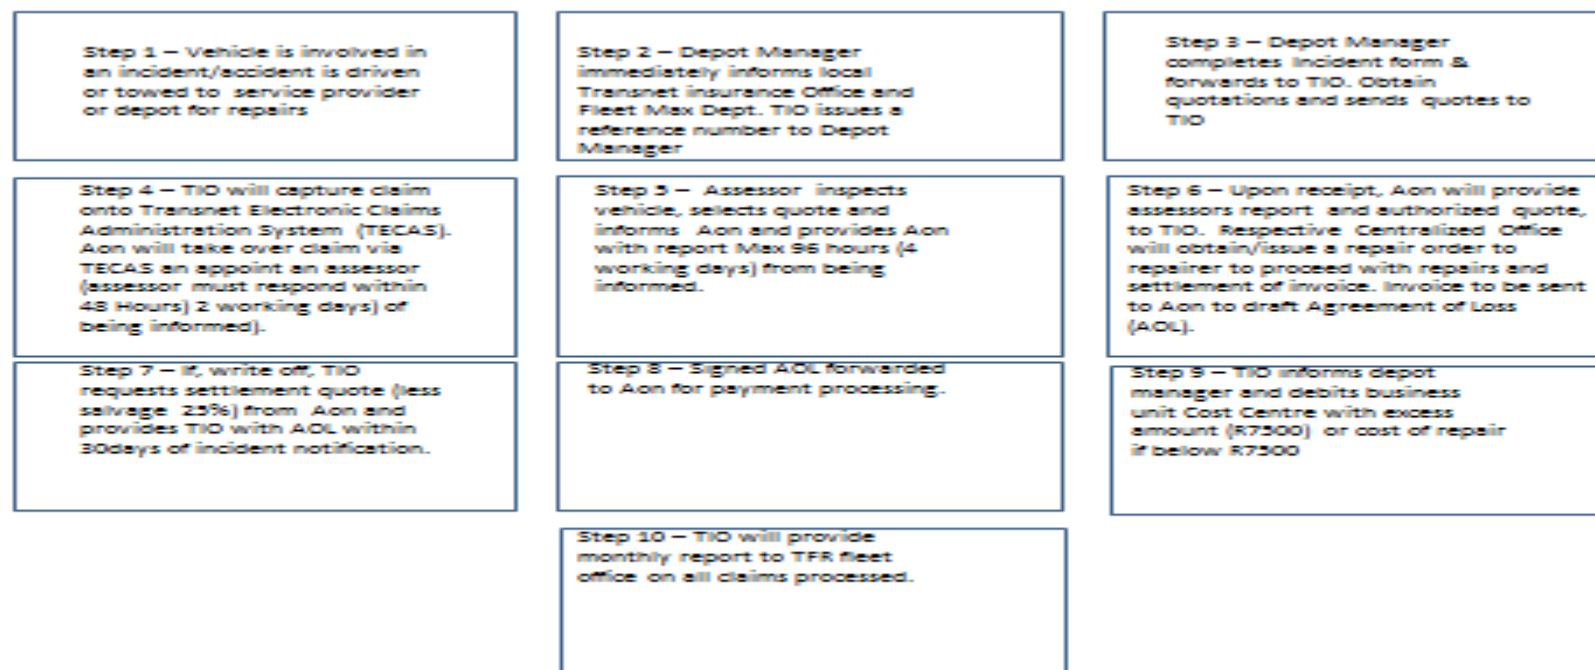 Step 1 – Vehicle is involved in
an incident/accident is driven
or towed to service provider
or depot for repairs
Step 2 – Depot Manager
immediately informs local
Transnet insurance Office and
Fleet Max Dept. TIO issues a
reference number to Depot
Manager
Step 3 – Depot Manager
completes Incident form &
forwards to TIO. Obtain
quotations and sends quotes to
TIO
Step 4 – TIO will capture claim
onto Transnet Electronic Claims
Administration System (TECAS).
Aon will take over claim via
TECAS an appoint an assessor
(assessor must respond within
48 Hours) 2 working days) of
being informed).
Step 5 – Assessor inspects
vehicle, selects quote and
informs Aon and provides Aon
with report Max 96 hours (4
working days) from being
informed.
Step 6 – Upon receipt, Aon will provide
assessors report and authorized quote,
to TIO. Respective Centralized Office
will obtain/issue a repair order to
repairer to proceed with repairs and
settlement of invoice. Invoice to be sent
to Aon to draft Agreement of Loss
(AOL).
Step 7 – If, write off, TIO
requests settlement quote (less
salvage 25%) from Aon and
provides TIO with AOL within
30days of incident notification.
Step 8 – Signed AOL forwarded
to Aon for payment processing.
Step 9 – TIO informs depot
manager and debits business
unit Cost Centre with excess
amount (R7500) or cost of repair
if below R7500
Step 10 – TIO will provide
monthly report to TFR fleet
office on all claims processed.